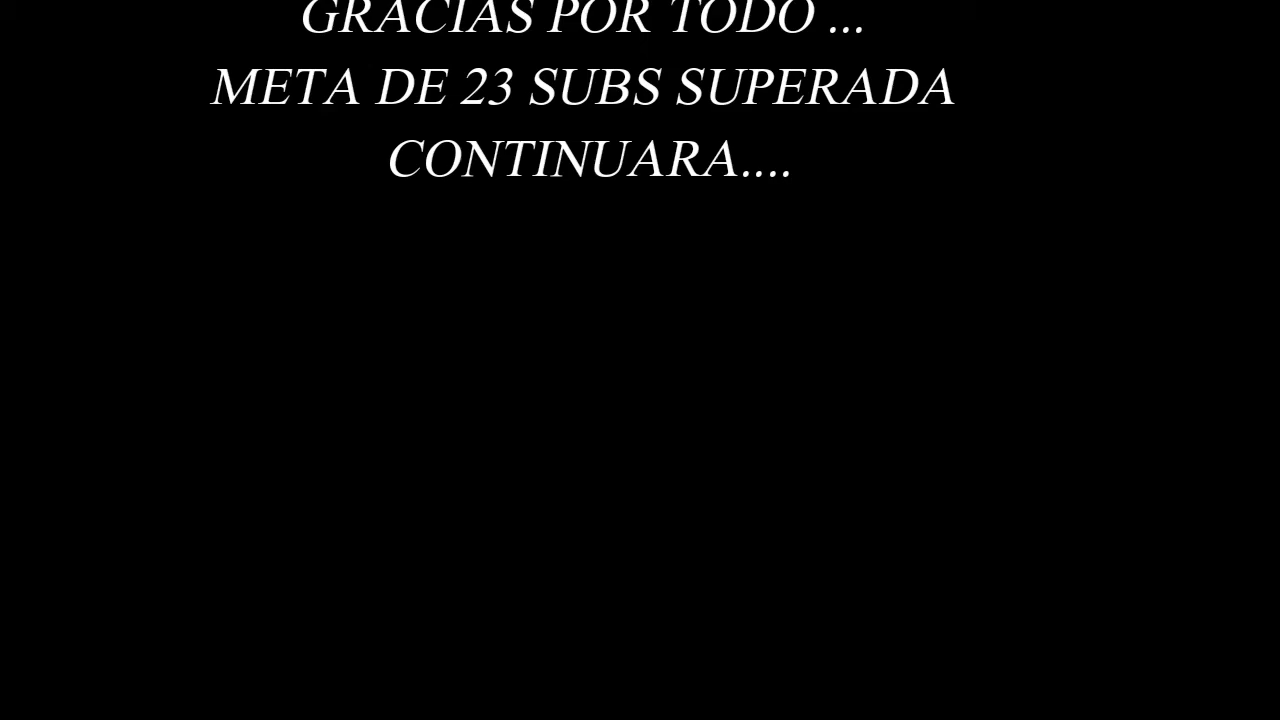 GRACIAS POR TODO ...
META DE 23 SUBS SUPERADA
CONTINUARA....